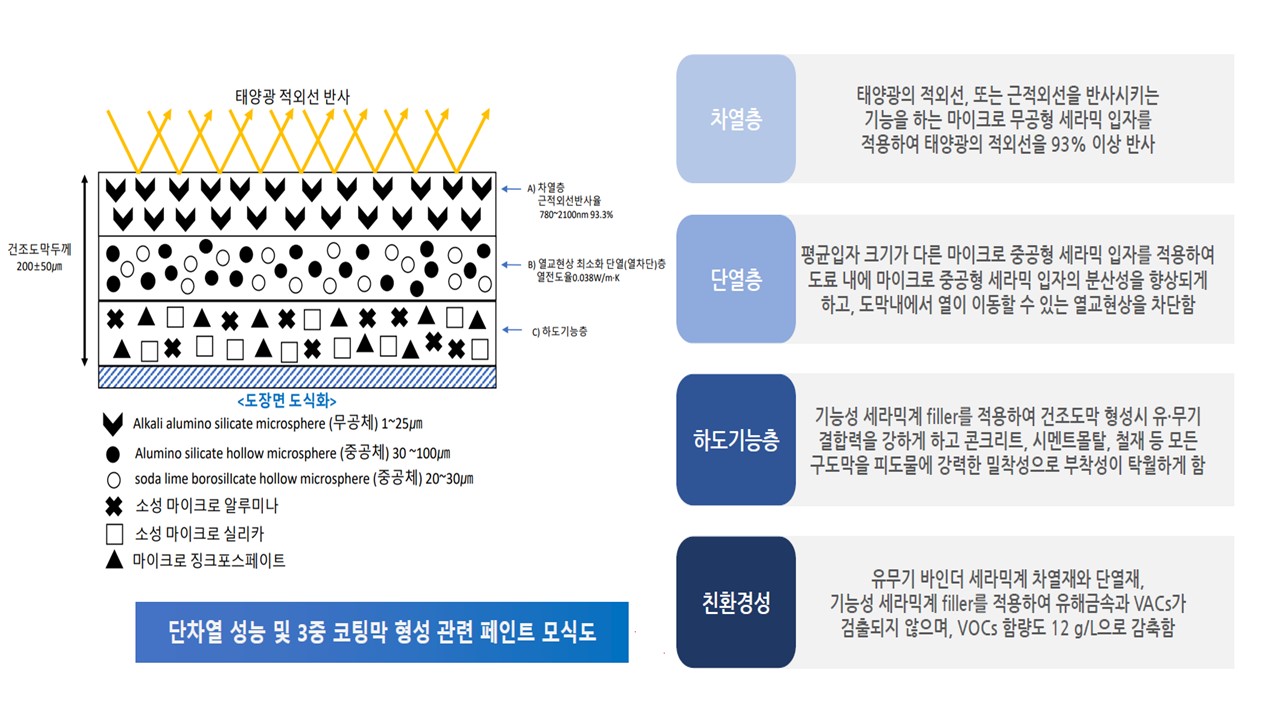 태양광 적외선 반사
건조도막두께
200±50㎛
A) 차열층
근적외선반사율
780~2100nm 93.3%
B) 열교현상 최소화 단열(열차단)층
열전도율0.038W/m·K
C) 하도기능층
<도장면 도식화>
Alkali alumino silicate microsphere (무공체) 1~25㎛
Alumino silicate hollow microsphere (중공체) 30 ~100㎛
soda lime borosillcate hollow microsphere (중공체) 20~30㎛
소성 마이크로 알루미나
소성 마이크로 실리카
마이크로 징크포스페이트
단차열 성능 및 3중 코팅막 형성 관련 페인트 모식도
차열층
태양광의 적외선, 또는 근적외선을 반사시키는
기능을 하는 마이크로 무공형 세라믹 입자를
적용하여 태양광의 적외선을 93% 이상 반사
단열층
평균입자 크기가 다른 마이크로 중공형 세라믹 입자를 적용하여
도료 내에 마이크로 중공형 세라믹 입자의 분산성을 향상되게
하고, 도막내에서 열이 이동할 수 있는 열교현상을 차단함
하도기능층
기능성 세라믹계 filler를 적용하여 건조도막 형성시 유·무기
결합력을 강하게 하고 콘크리트, 시멘트몰탈, 철재 등 모든
구도막을 피도물에 강력한 밀착성으로 부착성이 탁월하게 함
친환경성
유무기 바인더 세라믹계 차열재와 단열재,
기능성 세라믹계 filler를 적용하여 유해금속과 VACs가
검출되지 않으며, VOCs 함량도 12 g/L으로 감축함